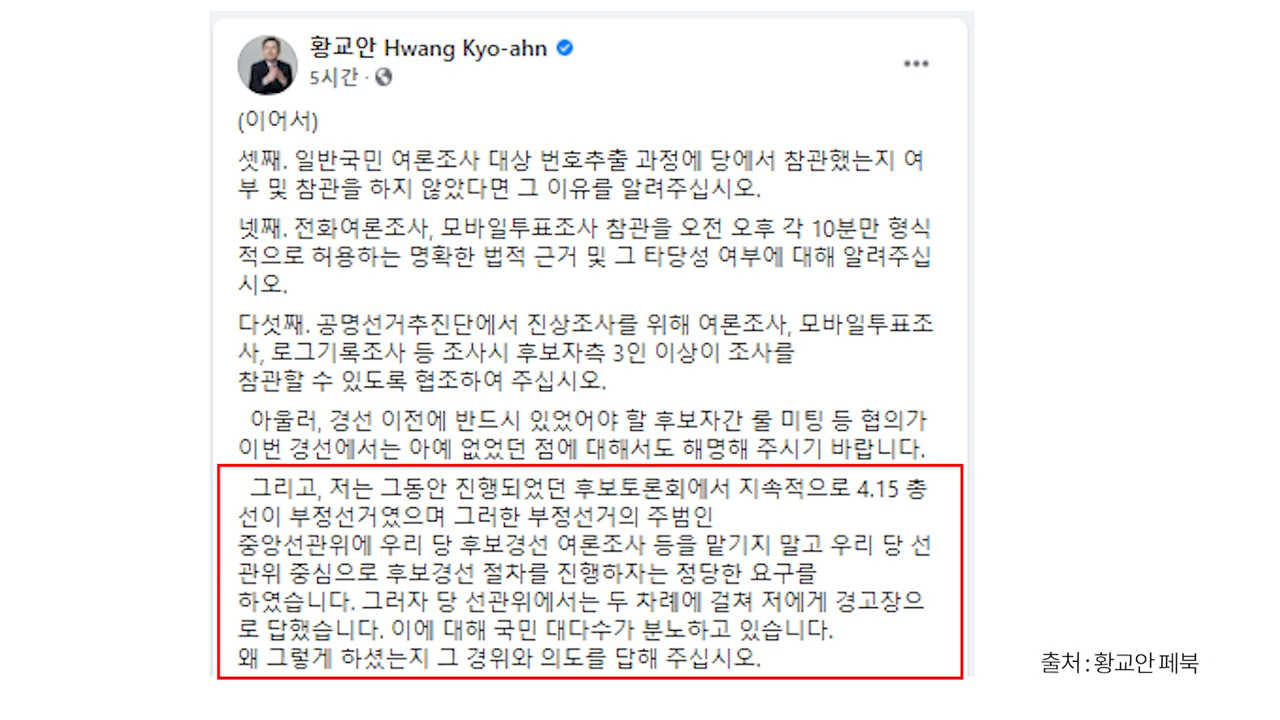 황교안 Hwang Kyo-ahn
5시간 ·
(이어서)
셋째. 일반국민 여론조사 대상 번호추출 과정에 당에서 참관했는지 여
부 및 참관을 하지 않았다면 그 이유를 알려주십시오.
넷째. 전화여론조사, 모바일투표조사 참관을 오전 오후 각 10분만 형식
적으로 허용하는 명확한 법적 근거 및 그 타당성 여부에 대해 알려주십
시오.
다섯째. 공명선거추진단에서 진상조사를 위해 여론조사, 모바일투표조
사, 로그기록조사 등 조사시 후보자측 3인 이상이 조사를
참관할 수 있도록 협조하여 주십시오.
아울러, 경선 이전에 반드시 있었어야 할 후보자간 룰 미팅 등 협의가
이번 경선에서는 아예 없었던 점에 대해서도 해명해 주시기 바랍니다.
그리고, 저는 그동안 진행되었던 후보토론회에서 지속적으로 4.15 총
선이 부정선거였으며 그러한 부정선거의 주범인
중앙선관위에 우리 당 후보경선 여론조사 등을 맡기지 말고 우리 당 선
관위 중심으로 후보경선 절차를 진행하자는 정당한 요구를
하였습니다. 그러자 당 선관위에서는 두 차례에 걸쳐 저에게 경고장으
로 답했습니다. 이에 대해 국민 대다수가 분노하고 있습니다.
왜 그렇게 하셨는지 그 경위와 의도를 답해 주십시오.
출처 : 황교안 페북